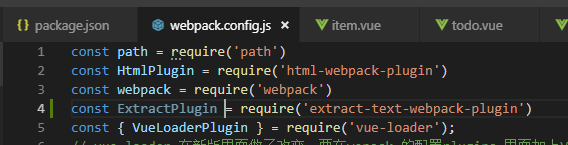 package.json webpack.config.js × item.vue todo.vue
1 const path = require('path')
2 const HtmlPlugin = require('html-webpack-plugin')
3 const webpack = require('webpack')
4 const ExtractPlugin = require('extract-text-webpack-plugin')
5 const { VueLoaderPlugin } = require('vue-loader');